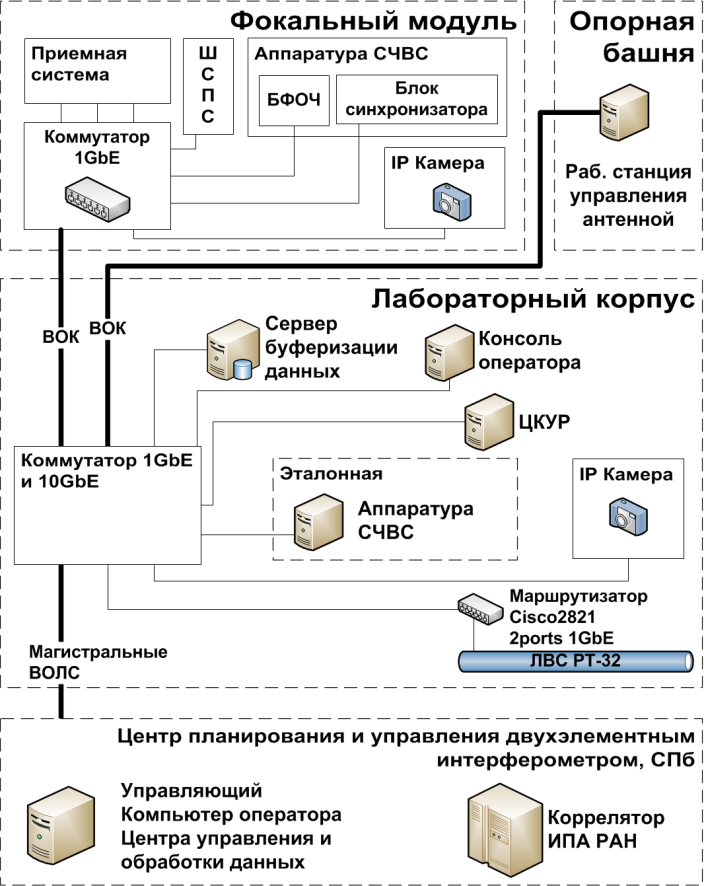 Фокальный модуль
Приемная
система
Ш
С
П
С
Аппаратура СЧВС
БФОЧ
Блок
синхронизатора
Коммутатор
1GbE
IP Камера
Опорная
башня
Раб. станция
управления
антенной
Лабораторный корпус
ВОК
ВОК
Сервер
буферизации
данных
Консоль
оператора
ЦКУР
Коммутатор 1GbE
и 10GbE
Эталонная
Аппаратура
СЧВС
IP Камера
Маршрутизатор
Cisco2821
2ports 1GbE
ЛВС РТ-32
Магистральные
ВОЛС
Центр планирования и управления двухэлементным
интерферометром, СПб
Управляющий
Компьютер оператора
Центра управления и
обработки данных
Коррелятор
ИПА РАН